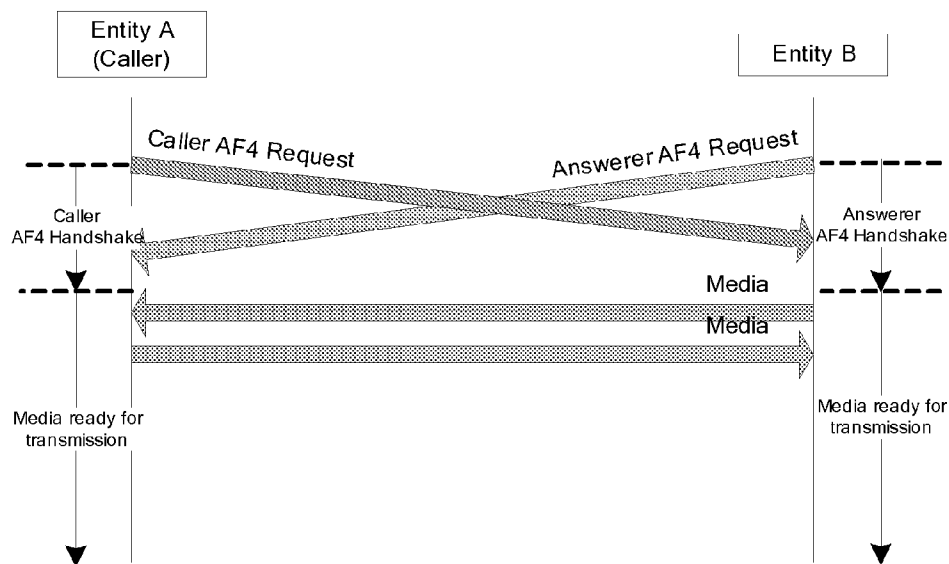 Entity A
(Caller)
Entity B
Caller AF4 Request
Answerer AF4 Request
Caller
AF4 Handshake
Answerer
AF4 Handshake
Media
Media
Media ready for
transmission
Media ready for
transmission